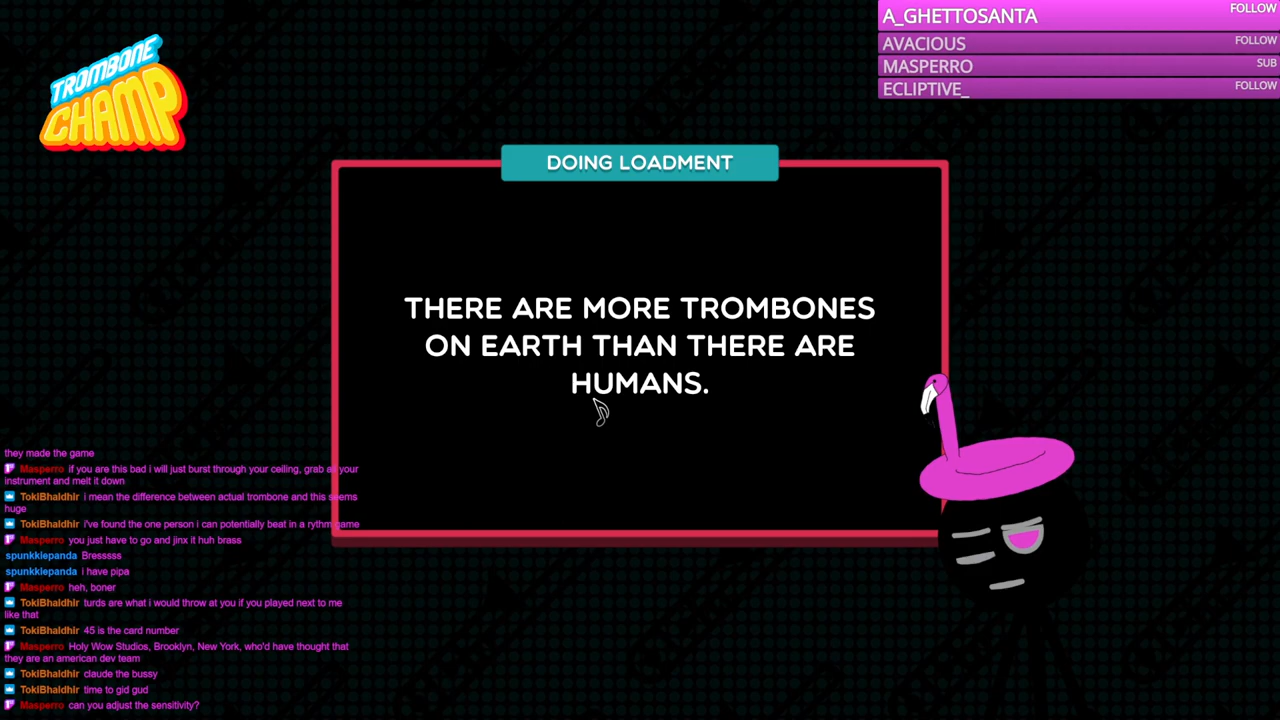 TROMBONE
CHAMP
A_GHETTOSANTA FOLLOW
AVACIOUS FOLLOW
MASPERRO SUB
ECLIPTIVE_ FOLLOW
DOING LOADMENT
THERE ARE MORE TROMBONES
ON EARTH THAN THERE ARE
HUMANS.
they made the game
Masperro if you are this bad i will just burst through your ceiling, grab all your
instrument and melt it down
TokiBhaldhir i mean the difference between actual trombone and this seems
huge
TokiBhaldhir i've found the one person i can potentially beat in a rythm game
Masperro you just have to go and jinx it huh brass
spunkkiepanda Bresssss
spunkkiepanda i have pipa
Masperro heh, boner
TokiBhaldhir turds are what i would throw at you if you played next to me
like that
TokiBhaldhir 45 is the card number
Masperro Holy Wow Studios, Brooklyn, New York, who'd have thought that
they are an american dev team
TokiBhaldhir claude the bussy
TokiBhaldhir time to gid gud
Masperro can you adjust the sensitivity?